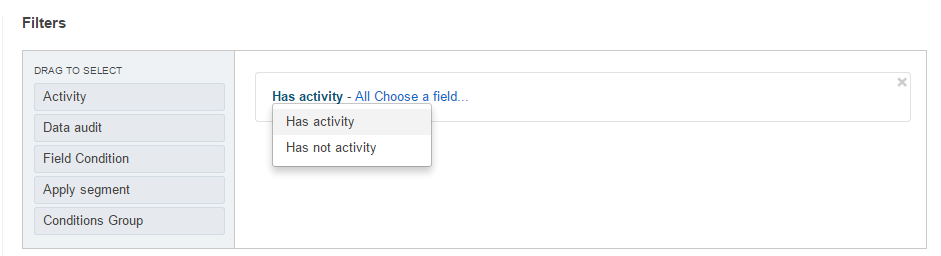 Filters
DRAG TO SELECT
Activity
Data audit
Field Condition
Apply segment
Conditions Group
Has activity - All Choose a field...
Has activity
Has not activity